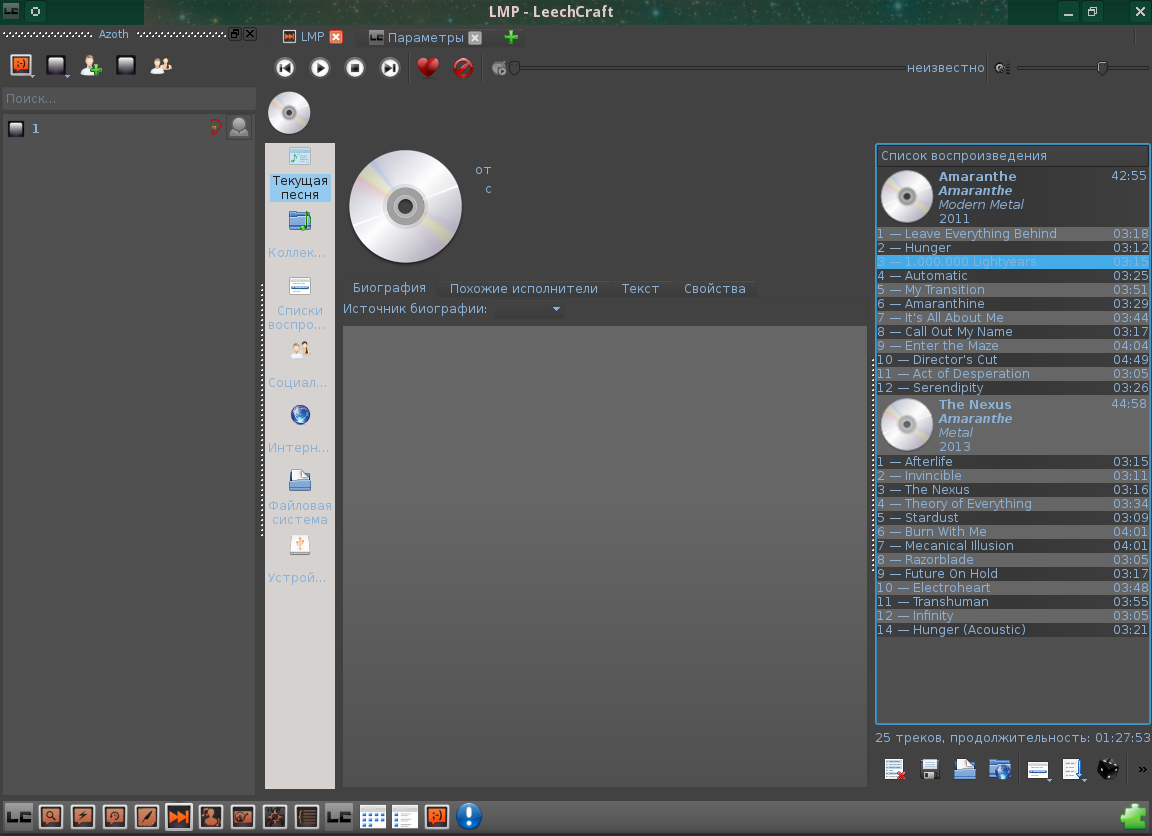 LMP - LeechCraft
Azoth
LMP
Параметры
неизвестно
Поиск...
1
Текущая
песня
Коллек...
Списки
воспро...
Социал...
Интерн...
Файловая
система
Устрой...
от
с
Биография
Похожие исполнители
Текст
Свойства
Источник биографии:
Список воспроизведения
Amaranthe 42:55
Amaranthe
Modern Metal
2011
1 — Leave Everything Behind 03:18
2 — Hunger 03:12
3 — 1.000.000 Lightyears 03:15
4 — Automatic 03:25
5 — My Transition 03:51
6 — Amaranthine 03:29
7 — It's All About Me 03:44
8 — Call Out My Name 03:17
9 — Enter the Maze 04:04
10 — Director's Cut 04:49
11 — Act of Desperation 03:05
12 — Serendipity 03:26
The Nexus 44:58
Amaranthe
Metal
2013
1 — Afterlife 03:15
2 — Invincible 03:11
3 — The Nexus 03:16
4 — Theory of Everything 03:34
5 — Stardust 03:09
6 — Burn With Me 04:01
7 — Mecanical Illusion 04:01
8 — Razorblade 03:05
9 — Future On Hold 03:17
10 — Electroheart 03:48
11 — Transhuman 03:55
12 — Infinity 03:05
14 — Hunger (Acoustic) 03:21
25 треков, продолжительность: 01:27:53